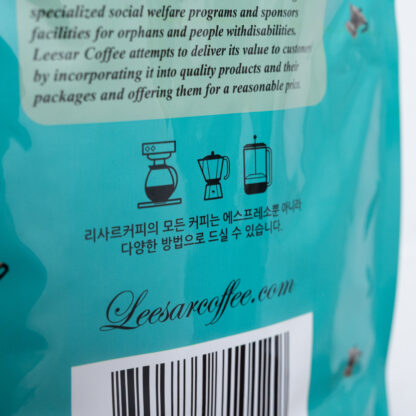 specialized social welfare programs and sponsors
facilities for orphans and people withdisabilities.
Leesar Coffee attempts to deliver its value to customer
by incorporating it into quality products and their
packages and offering them for a reasonable price.
리사르커피의 모든 커피는 에스프레소뿐 아니라
다양한 방법으로 드실 수 있습니다.
Leesarcoffee.com